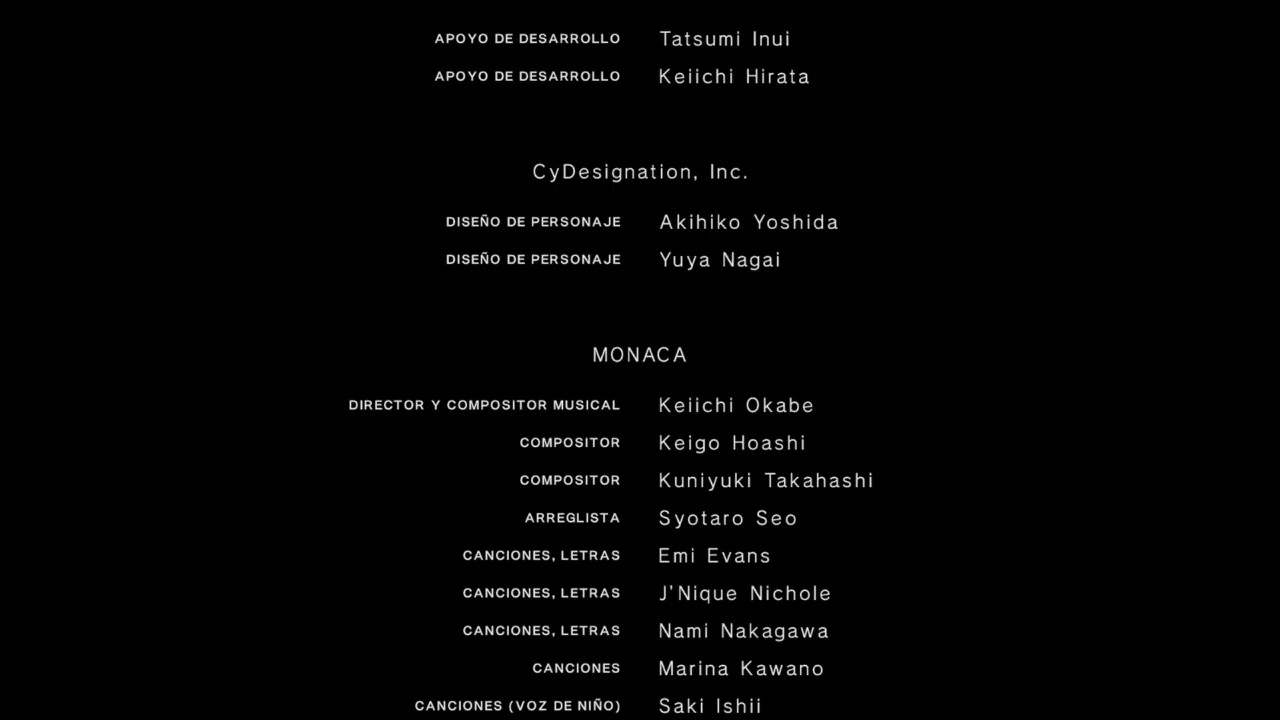 APOYO DE DESARROLLO Tatsumi Inui
APOYO DE DESARROLLO Keiichi Hirata
CyDesignation, Inc.
DISEÑO DE PERSONAJE Akihiko Yoshida
DISEÑO DE PERSONAJE Yuya Nagai
MONACA
DIRECTOR Y COMPOSITOR MUSICAL Keiichi Okabe
COMPOSITOR Keigo Hoashi
COMPOSITOR Kuniyuki Takahashi
ARREGLISTA Syotaro Seo
CANCIONES, LETRAS Emi Evans
CANCIONES, LETRAS J'Nique Nichole
CANCIONES, LETRAS Nami Nakagawa
CANCIONES Marina Kawano
CANCIONES (VOZ DE NIÑO) Saki Ishii